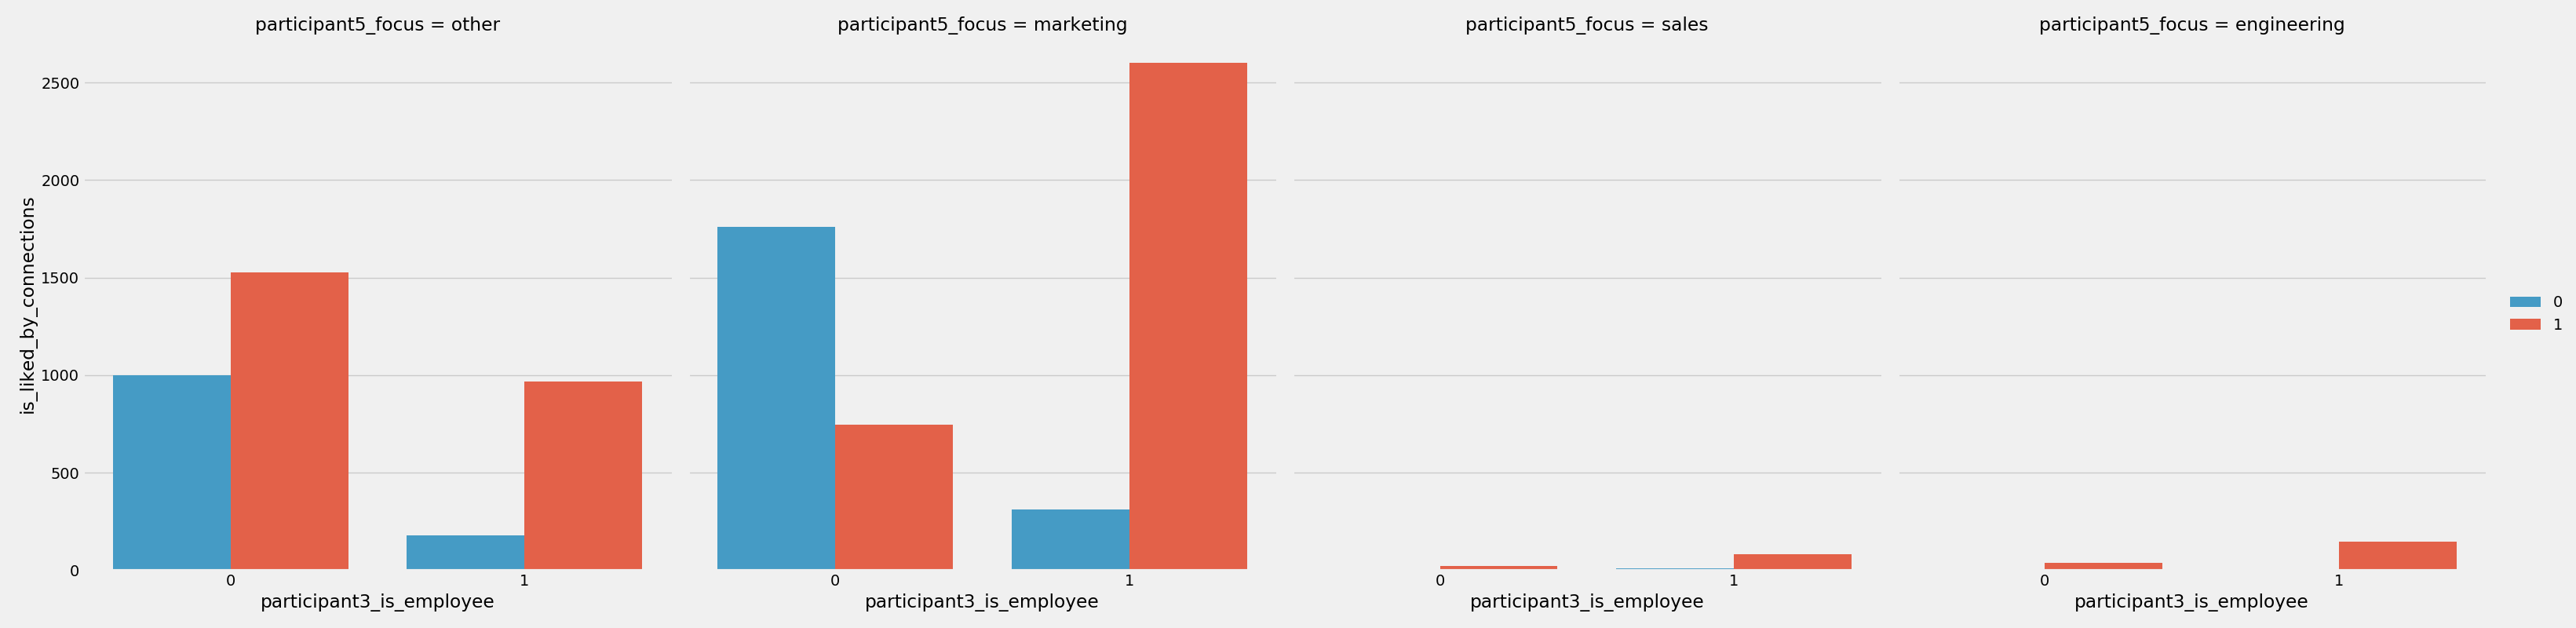 participant5_focus = other
participant5_focus = marketing
participant5_focus = sales
participant5_focus = engineering
is_liked_by_connections
2500
2000
1500
1000
500
0
0 1
0 1
0 1
0 1
participant3_is_employee
participant3_is_employee
participant3_is_employee
participant3_is_employee
0
1